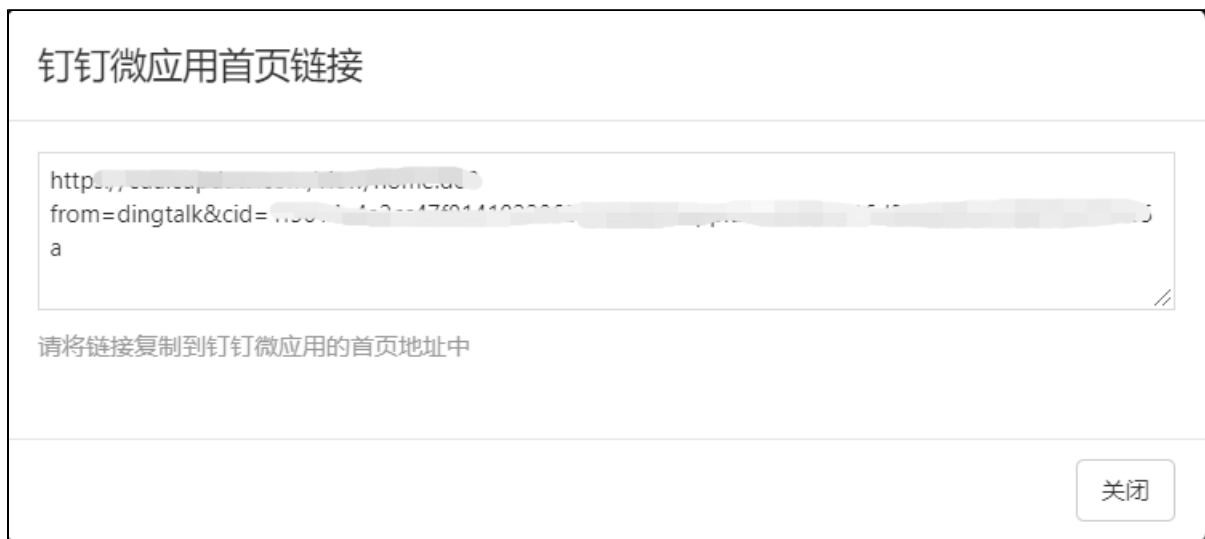 钉钉微应用首页链接
from=dingtalk&cid=
a
请将链接复制到钉钉微应用的首页地址中
关闭